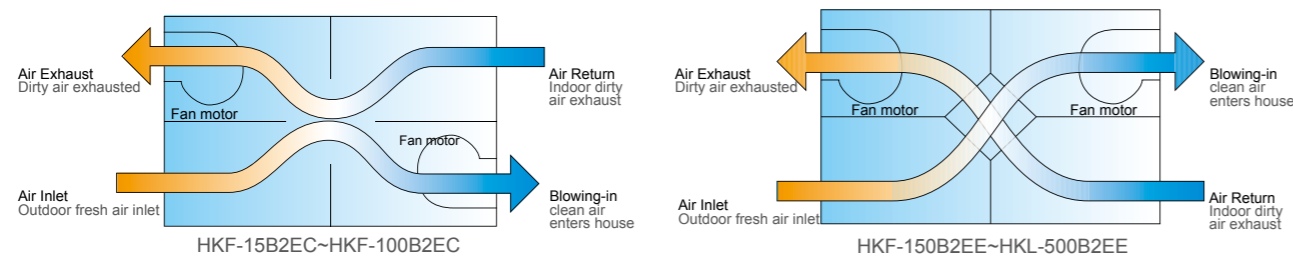 Air Exhaust
Dirty air exhausted
Fan motor
Air Return
Indoor dirty
air exhaust
Fan motor
Air Inlet
Outdoor fresh air inlet
Blowing-in
clean air
enters house
HKF-15B2EC~HKF-100B2EC
Air Exhaust
Dirty air exhausted
Fan motor
Fan motor
Blowing-in
clean air
enters house
Air Inlet
Outdoor fresh air inlet
Air Return
Indoor dirty
air exhaust
HKF-150B2EE~HKL-500B2EE